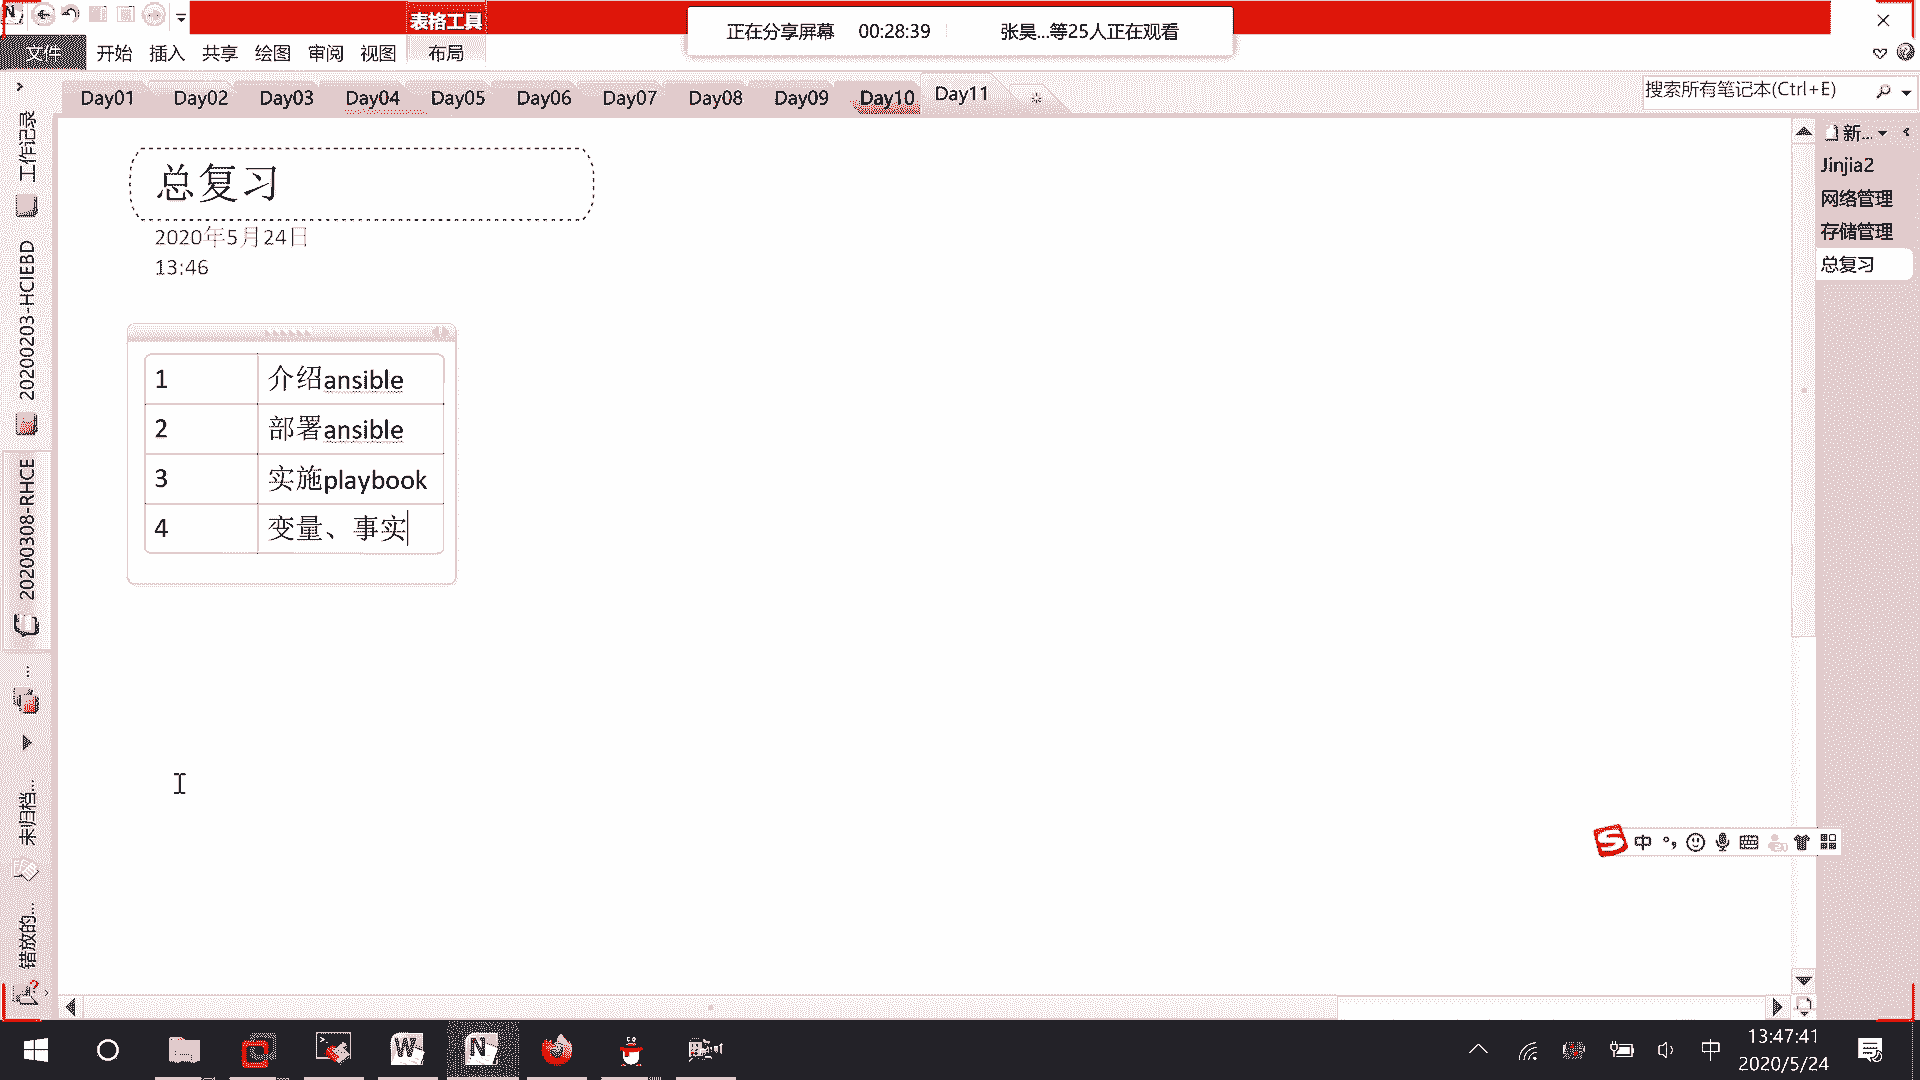 表格工具
正在分享屏幕 00:28:39 张昊...等25人正在观看
文件 开始 插入 共享 绘图 审阅 视图 布局
Day01 Day02 Day03 Day04 Day05 Day06 Day07 Day08 Day09 Day10 Day11
搜索所有笔记本(Ctrl+E)
工作记录
20200203-HCIEBD
20200308-RHCE
...
未归档...
错放的...
总复习
2020年5月24日
13:46
1 介绍ansible
2 部署ansible
3 实施playbook
4 变量、事实
新...
Jinjia2
网络管理
存储管理
总复习
中
中
13:47:41
2020/5/24